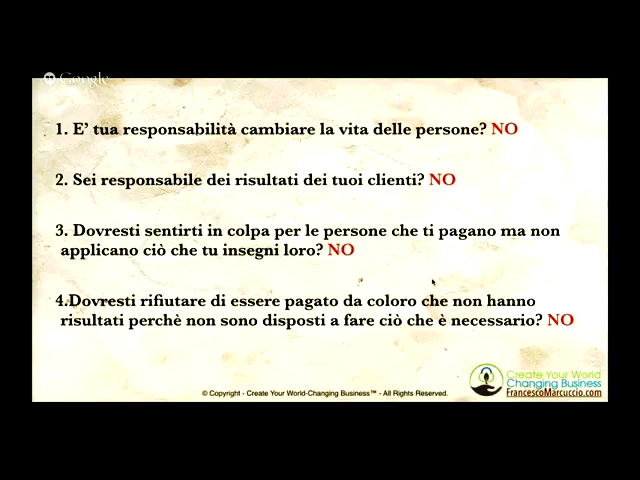 Google
1. E' tua responsabilità cambiare la vita delle persone? NO
2. Sei responsabile dei risultati dei tuoi clienti? NO
3. Dovresti sentirti in colpa per le persone che ti pagano ma non
applicano ciò che tu insegni loro? NO
4.Dovresti rifiutare di essere pagato da coloro che non hanno
risultati perchè non sono disposti a fare ciò che è necessario? NO
Create Your World
Changing Business
FrancescoMarcuccio.com
© Copyright - Create Your World-Changing Business™ - All Rights Reserved.